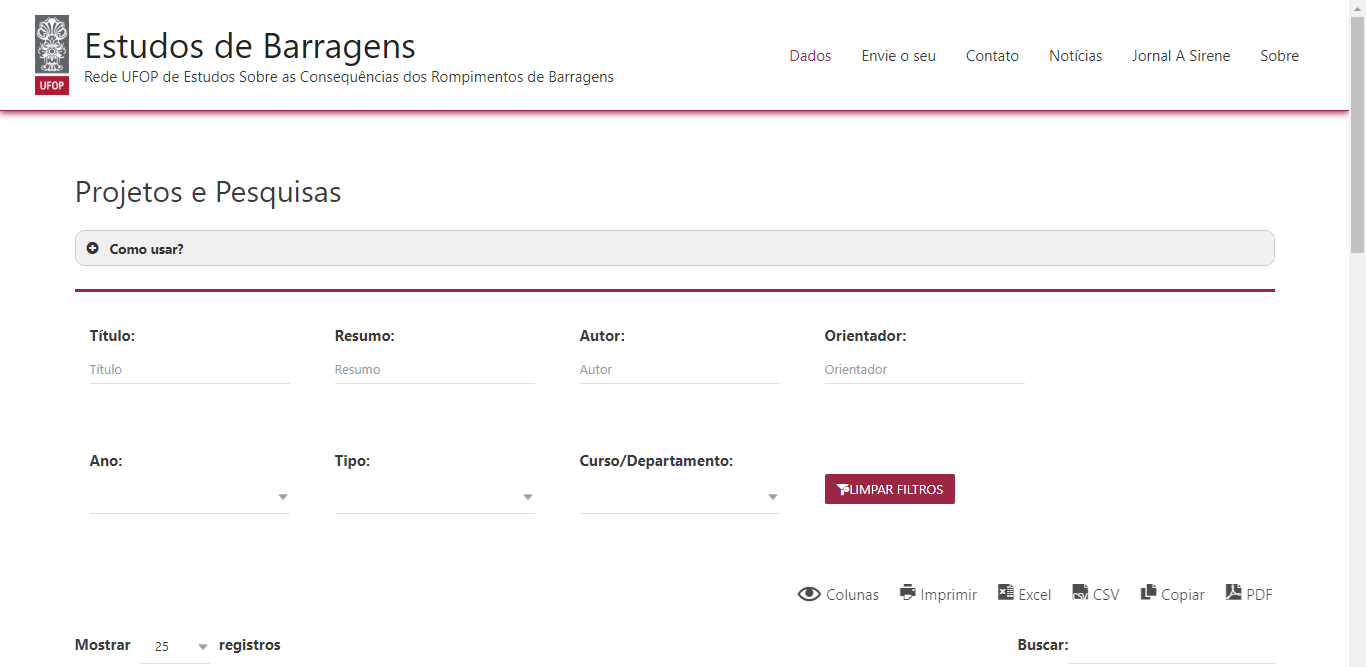 UFOP
Estudos de Barragens
Rede UFOP de Estudos Sobre as Consequências dos Rompimentos de Barragens
Dados Envie o seu Contato Notícias Jornal A Sirene Sobre
Projetos e Pesquisas
Como usar?
Título: Resumo: Autor: Orientador:
Título Resumo Autor Orientador
Ano: Tipo: Curso/Departamento:
LIMPAR FILTROS
Colunas Imprimir Excel CSV Copiar PDF
Mostrar 25 registros Buscar: